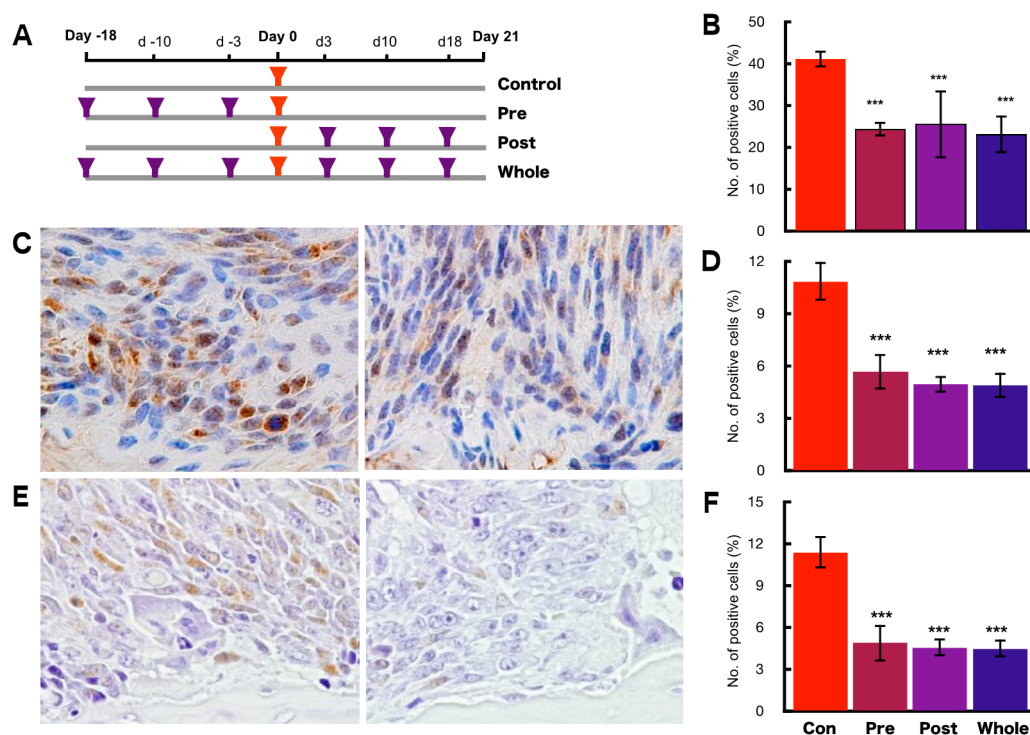 A
Day -18 d -10 d -3 Day 0 d3 d10 d18 Day 21
Control
Pre
Post
Whole
B
No. of positive cells (%)
50
40
30
20
10
0
***
***
***
C
D
No. of positive cells (%)
12
9
6
3
0
***
***
***
E
F
No. of positive cells (%)
15
12
9
6
3
0
***
***
***
Con Pre Post Whole